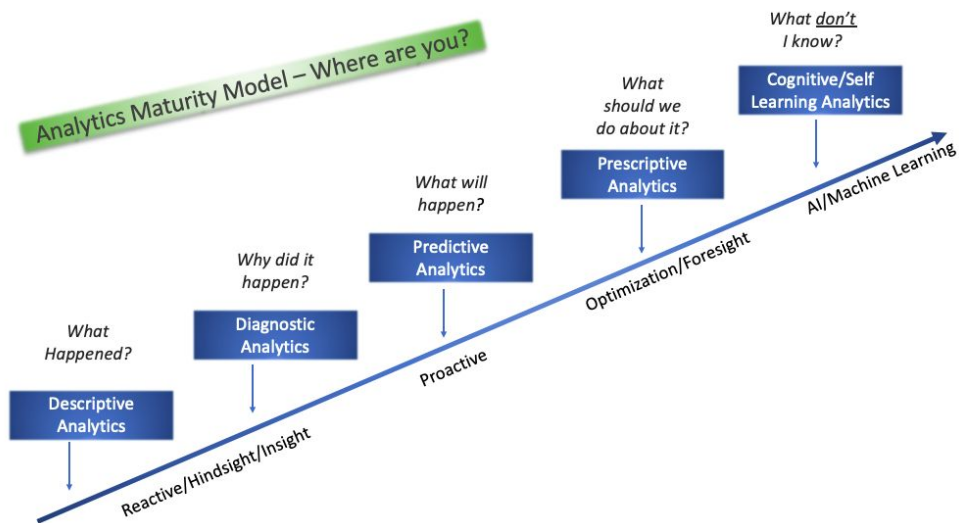 Analytics Maturity Model – Where are you?
What
Happened?
Descriptive
Analytics
Why did it
happen?
Diagnostic
Analytics
Reactive/Hindsight/Insight
What will
happen?
Predictive
Analytics
Proactive
What
should we
do about it?
Prescriptive
Analytics
Optimization/Foresight
What don't
I know?
Cognitive/Self
Learning Analytics
AI/Machine Learning